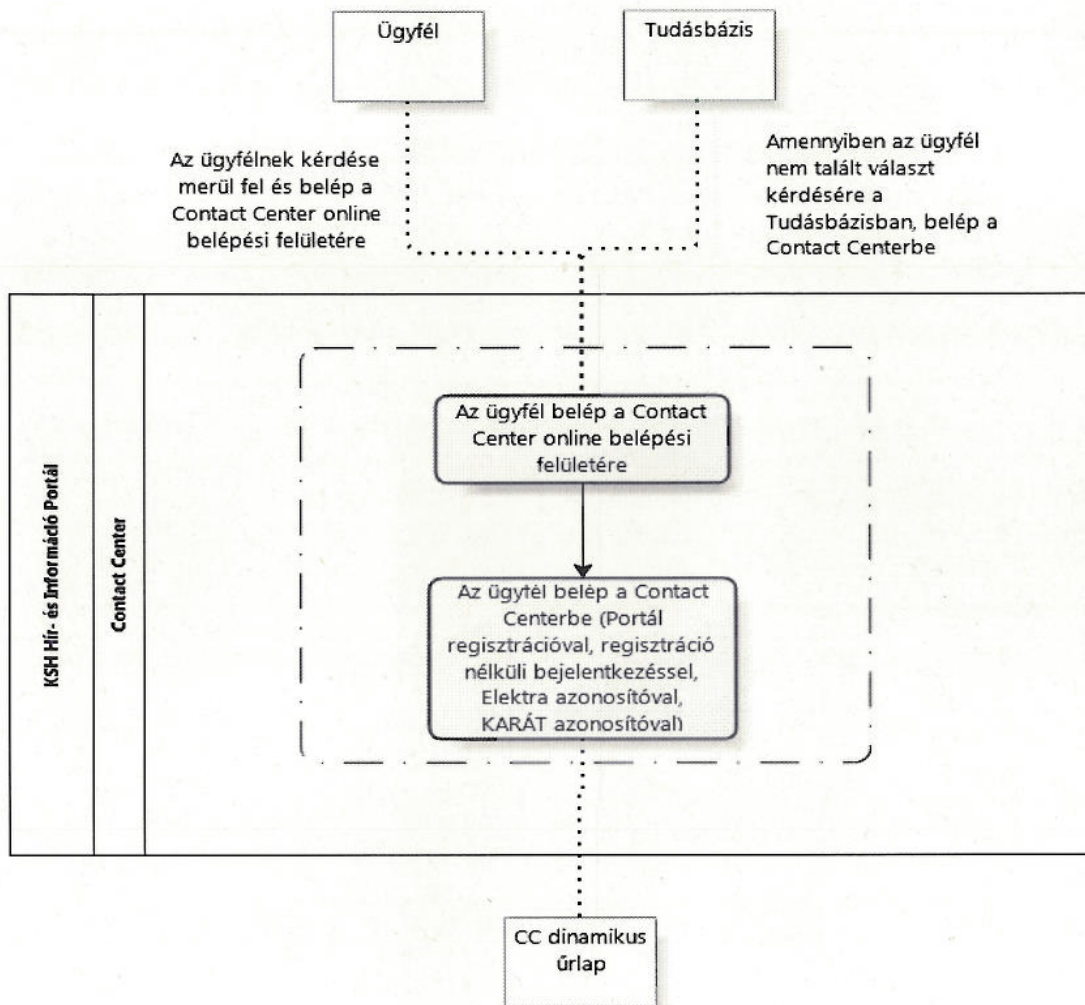 Ügyfél
Tudásbázis
Az ügyfélnek kérdése
merül fel és belép a
Contact Center online
belépési felületére
Amennyiben az ügyfél
nem talált választ
kérdésére a
Tudásbázisban, belép a
Contact Centerbe
KSH Hír- és Információ Portál
Contact Center
Az ügyfél belép a Contact
Center online belépési
felületére
Az ügyfél belép a Contact
Centerbe (Portál
regisztrációval, regisztráció
nélküli bejelentkezéssel,
Elektra azonosítóval,
KARÁT azonosítóval)
CC dinamikus
űrlap